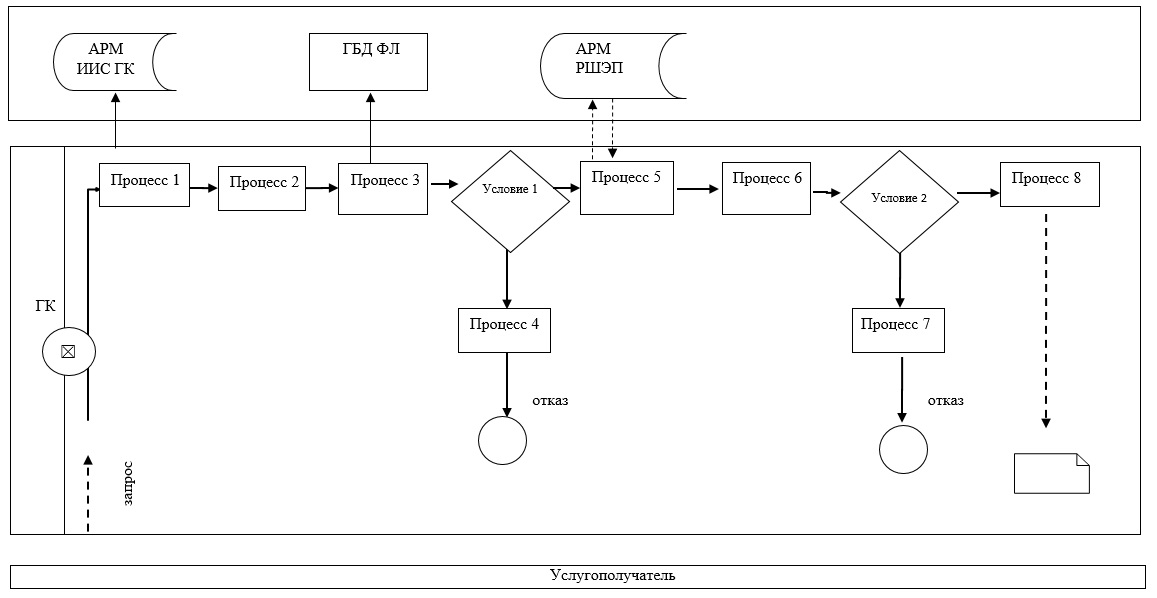 АРМ
ИИС ГК
ГБД ФЛ
АРМ
РШЭП
Процесс 1
Процесс 2
Процесс 3
Условие 1
Процесс 5
Процесс 6
Условие 2
Процесс 8
ГК
Процесс 4
Процесс 7
отказ
отказ
запрос
Услугополучатель